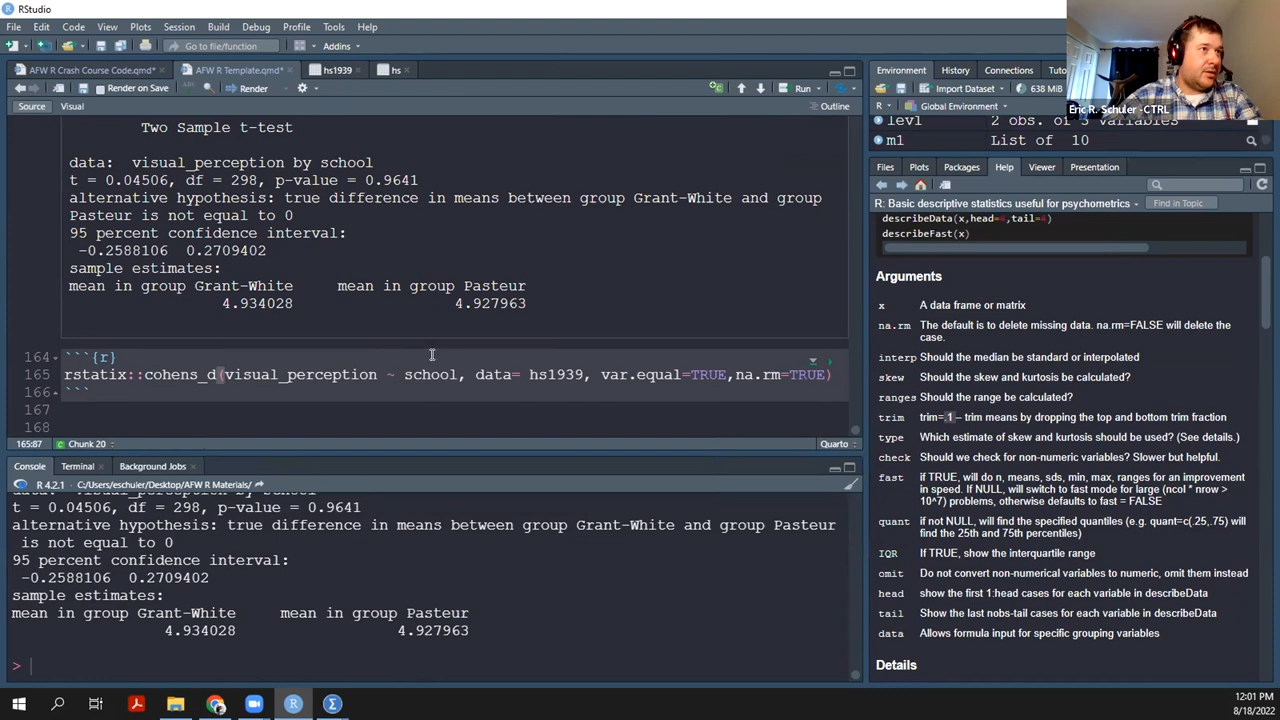 RStudio
File Edit Code View Plots Session Build Debug Profile Tools Help
Go to file/function Addins
AFW R Crash Course Code.qmd* AFW R Template.qmd* hs1939 hs
Render on Save Render Run
Source Visual Outline
Two Sample t-test
data: visual_perception by school
t = 0.04506, df = 298, p-value = 0.9641
alternative hypothesis: true difference in means between group Grant-White and group
Pasteur is not equal to 0
95 percent confidence interval:
-0.2588106 0.2709402
sample estimates:
mean in group Grant-White mean in group Pasteur
4.934028 4.927963
164 ```{r}
165 rstatix::cohens_d(visual_perception ~ school, data= hs1939, var.equal=TRUE,na.rm=TRUE)
166 ```
167
168
165:87 Chunk 20 Quarto
Console Terminal Background Jobs
R 4.2.1 · C:/Users/eschuler/Desktop/AFW R Materials/
data: visual_perception by school
t = 0.04506, df = 298, p-value = 0.9641
alternative hypothesis: true difference in means between group Grant-White and group Pasteur
is not equal to 0
95 percent confidence interval:
-0.2588106 0.2709402
sample estimates:
mean in group Grant-White mean in group Pasteur
4.934028 4.927963
>
Environment History Connections Tuto
Import Dataset 638 MiB
R Global Environment
Eric R. Schuler -CTRL
lev1 2 obs. of 3 variables
m1 List of 10
Files Plots Packages Help Viewer Presentation
R: Basic descriptive statistics useful for psychometrics Find in Topic
describeData(x,head=4,tail=4)
describeFast(x)
Arguments
x A data frame or matrix
na.rm The default is to delete missing data. na.rm=FALSE will delete the
case.
interp Should the median be standard or interpolated
skew Should the skew and kurtosis be calculated?
ranges Should the range be calculated?
trim trim=.1 – trim means by dropping the top and bottom trim fraction
type Which estimate of skew and kurtosis should be used? (See details.)
check Should we check for non-numeric variables? Slower but helpful.
fast if TRUE, will do n, means, sds, min, max, ranges for an improvement
in speed. If NULL, will switch to fast mode for large (ncol * nrow >
10^7) problems, otherwise defaults to fast = FALSE
quant if not NULL, will find the specified quantiles (e.g. quant=c(.25,.75) will
find the 25th and 75th percentiles)
IQR If TRUE, show the interquartile range
omit Do not convert non-numerical variables to numeric, omit them instead
head show the first 1:head cases for each variable in describeData
tail Show the last nobs-tail cases for each variable in describeData
data Allows formula input for specific grouping variables
Details
12:01 PM
8/18/2022